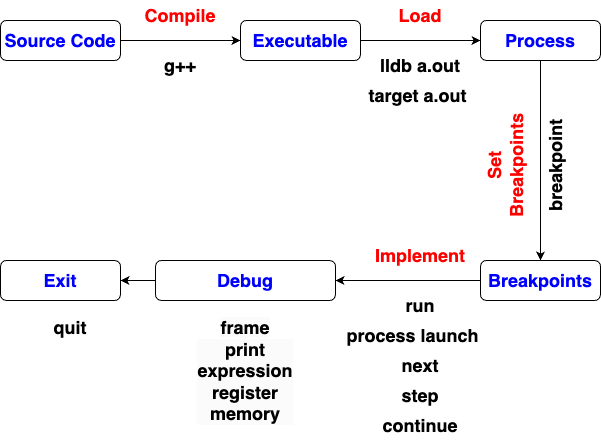 Compile
Load
Source Code
Executable
Process
g++
lldb a.out
target a.out
Set
Breakpoints
breakpoint
Implement
Exit
Debug
Breakpoints
quit
frame
print
expression
register
memory
run
process launch
next
step
continue